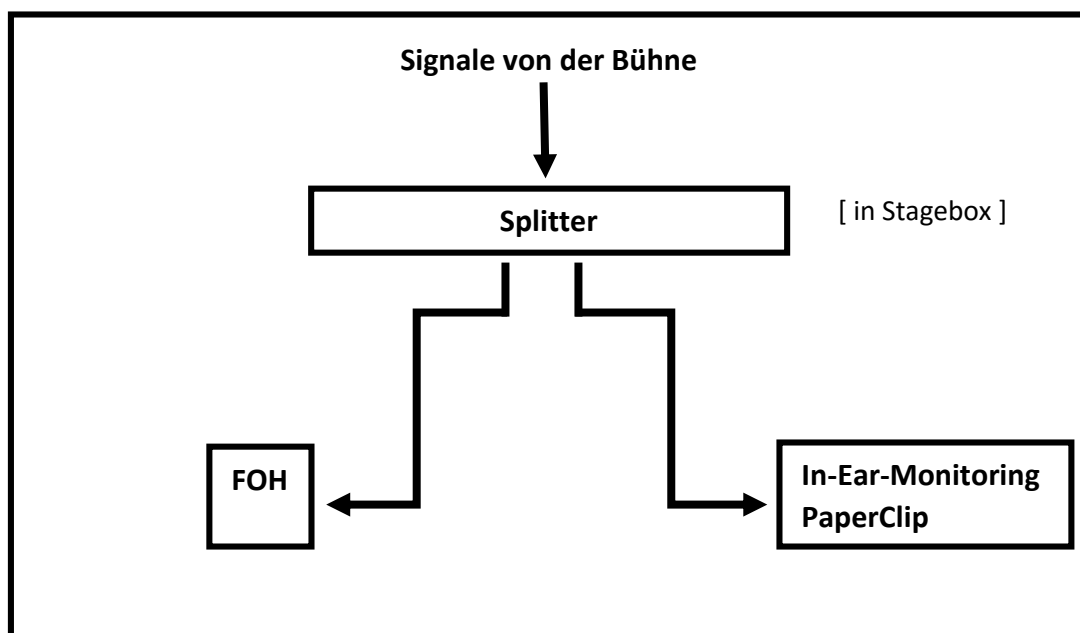 Signale von der Bühne
Splitter
[ in Stagebox ]
FOH
In-Ear-Monitoring
PaperClip